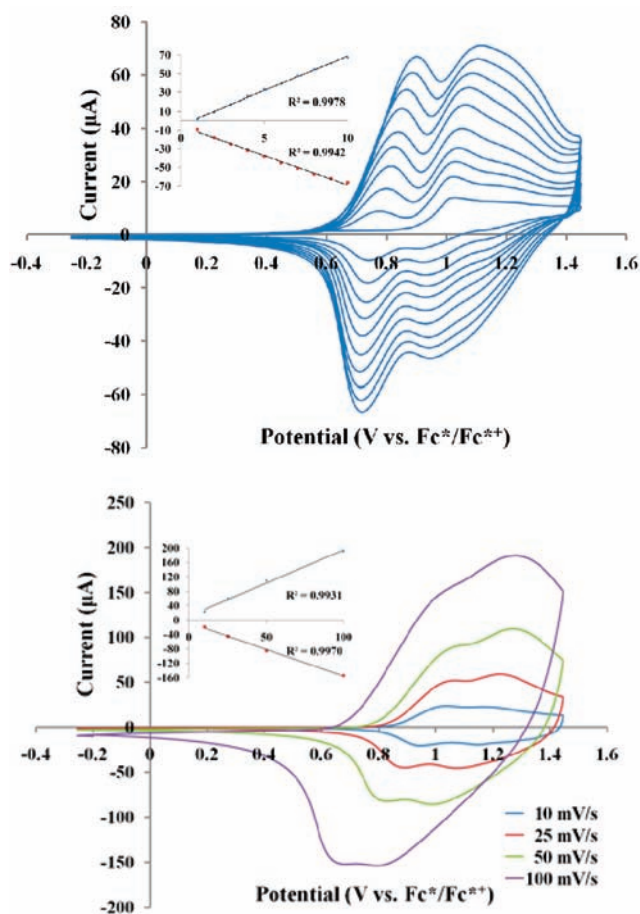 80
60
40
20
0
-20
-40
-60
-80
Current (µA)
-0.4 -0.2 0 0.2 0.4 0.6 0.8 1 1.2 1.4 1.6
Potential (V vs. Fc*/Fc*+)
70
50
30
10
-10
-30
-50
-70
0 5 10
R² = 0.9978
R² = 0.9942
250
200
150
100
50
0
-50
-100
-150
-200
Current (µA)
-0.4 -0.2 0 0.2 0.4 0.6 0.8 1 1.2 1.4 1.6
Potential (V vs. Fc*/Fc*+)
200
160
120
80
40
0
-40
-80
-120
-160
0 50 100
R² = 0.9931
R² = 0.9970
10 mV/s
25 mV/s
50 mV/s
100 mV/s